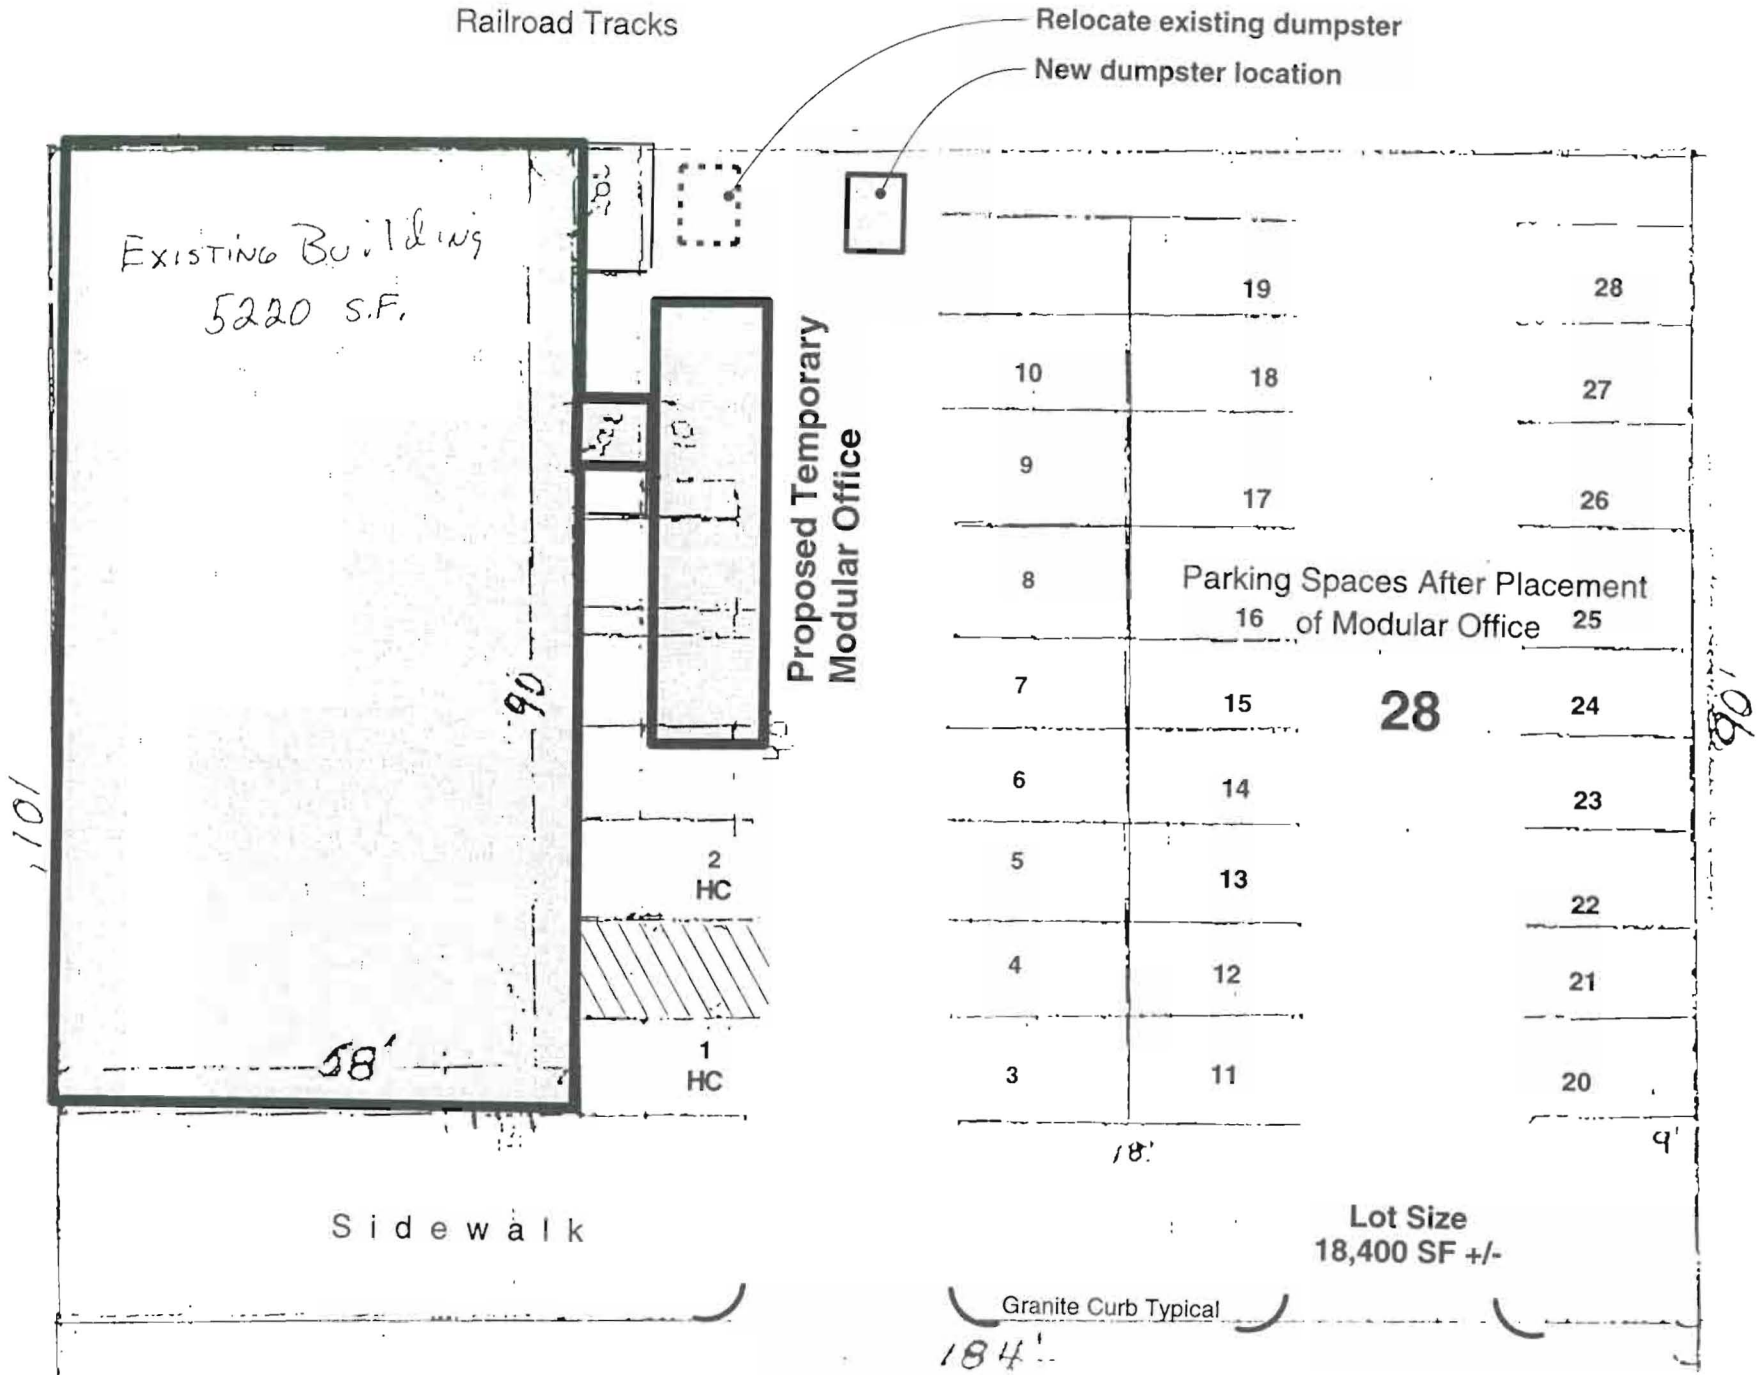 Railroad Tracks
Relocate existing dumpster
New dumpster location
Existing Building
5220 S.F.
Proposed Temporary
Modular Office
19
28
10
18
27
9
17
26
8
Parking Spaces After Placement
of Modular Office
16
25
7
15
28
24
6
14
23
2
HC
5
13
22
4
12
21
1
HC
3
11
20
90
101'
58'
18'
9'
Sidewalk
Lot Size
18,400 SF +/-
Granite Curb Typical
184'